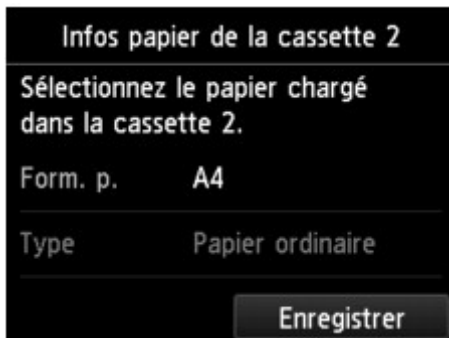 Infos papier de la cassette 2
Sélectionnez le papier chargé
dans la cassette 2.
Form. p. A4
Type Papier ordinaire
Enregistrer